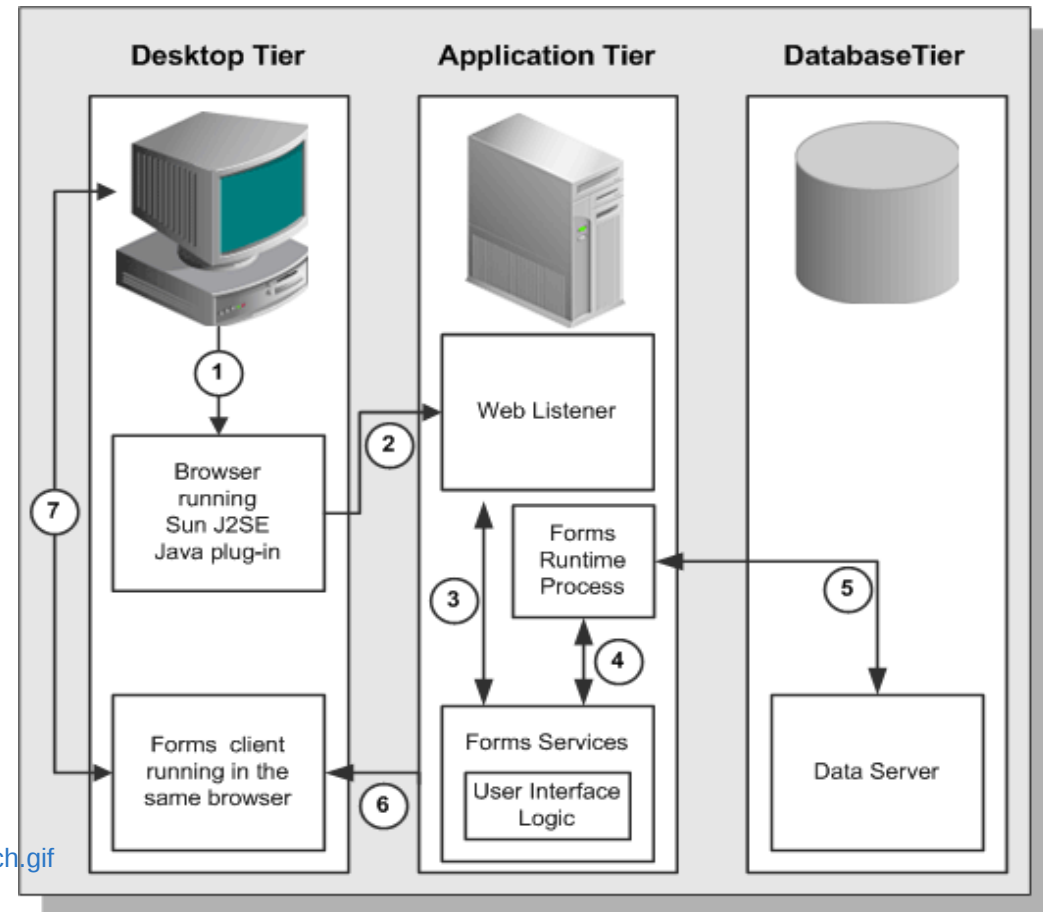 Desktop Tier
Application Tier
DatabaseTier
1
Browser
running
Sun J2SE
Java plug-in
2
Web Listener
7
3
Forms
Runtime
Process
4
5
Forms client
running in the
same browser
6
Forms Services
User Interface
Logic
Data Server
ch.gif